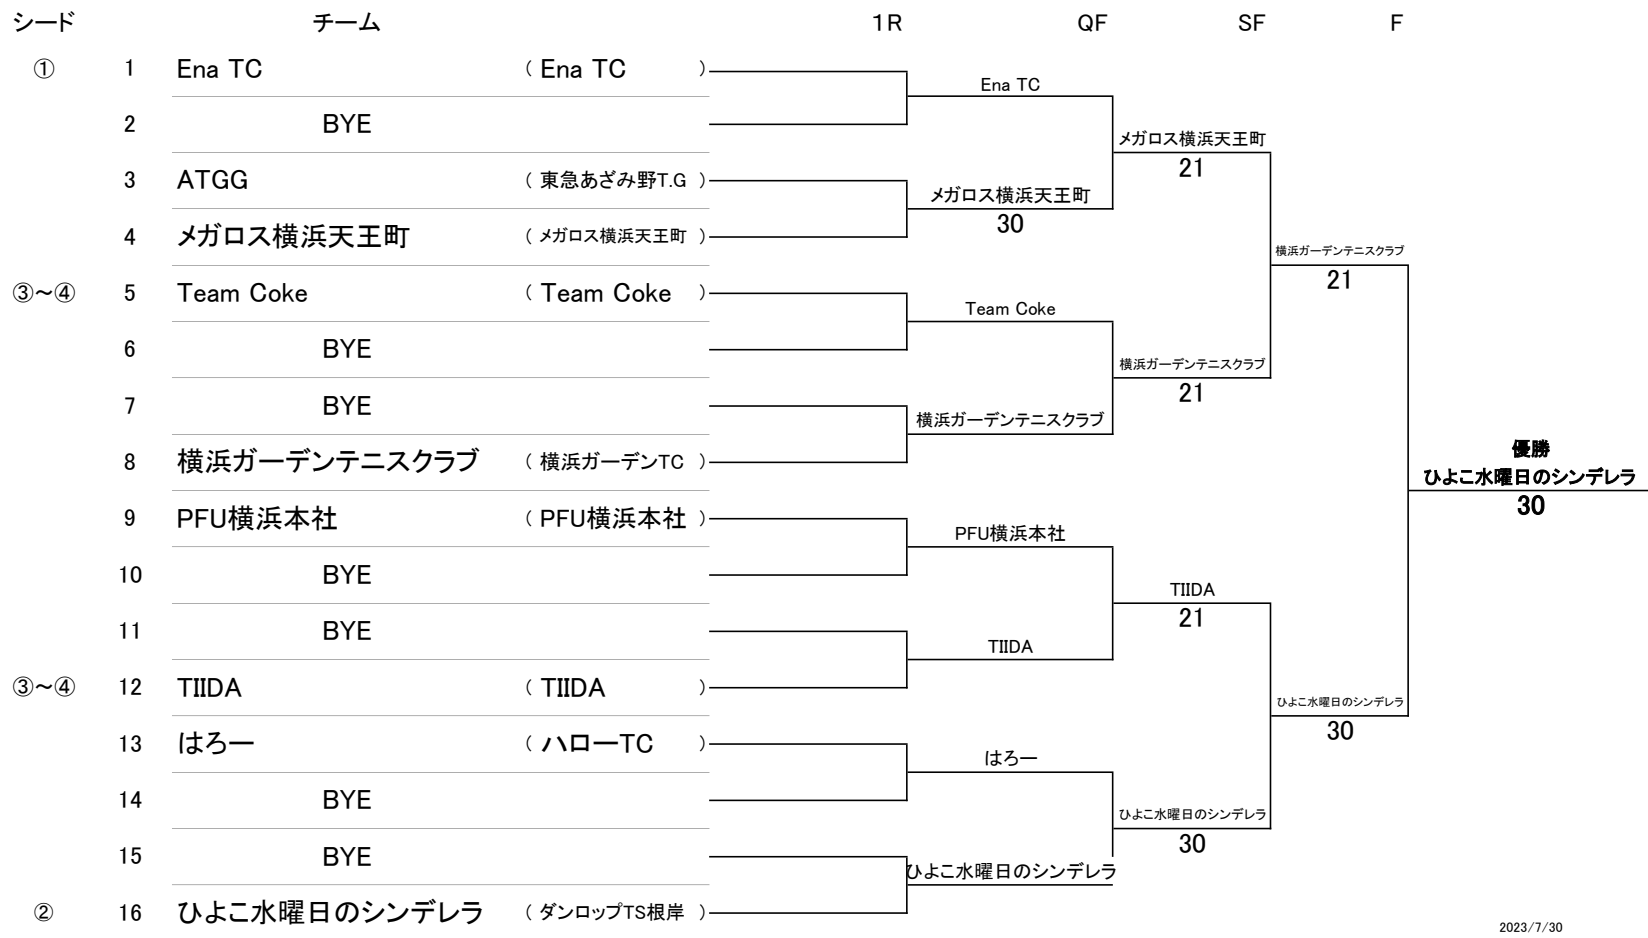 シード チーム 1R QF SF F
① 1 Ena TC ( Ena TC )
Ena TC
2 BYE
メガロス横浜天王町
21
3 ATGG ( 東急あざみ野T.G )
メガロス横浜天王町
30
4 メガロス横浜天王町 ( メガロス横浜天王町 )
横浜ガーデンテニスクラブ
21
③~④ 5 Team Coke ( Team Coke )
Team Coke
6 BYE
横浜ガーデンテニスクラブ
21
7 BYE
横浜ガーデンテニスクラブ
8 横浜ガーデンテニスクラブ ( 横浜ガーデンTC )
優勝
ひよこ水曜日のシンデレラ
30
9 PFU横浜本社 ( PFU横浜本社 )
PFU横浜本社
10 BYE
TIIDA
21
11 BYE
TIIDA
③~④ 12 TIIDA ( TIIDA )
ひよこ水曜日のシンデレラ
30
13 はろー ( ハローTC )
はろー
14 BYE
ひよこ水曜日のシンデレラ
30
15 BYE
ひよこ水曜日のシンデレラ
② 16 ひよこ水曜日のシンデレラ ( ダンロップTS根岸 )
2023/7/30